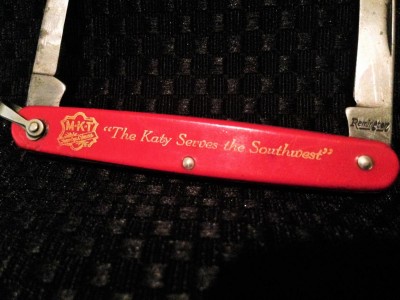 M-K-T
"The Katy Serves the Southwest"
Remington